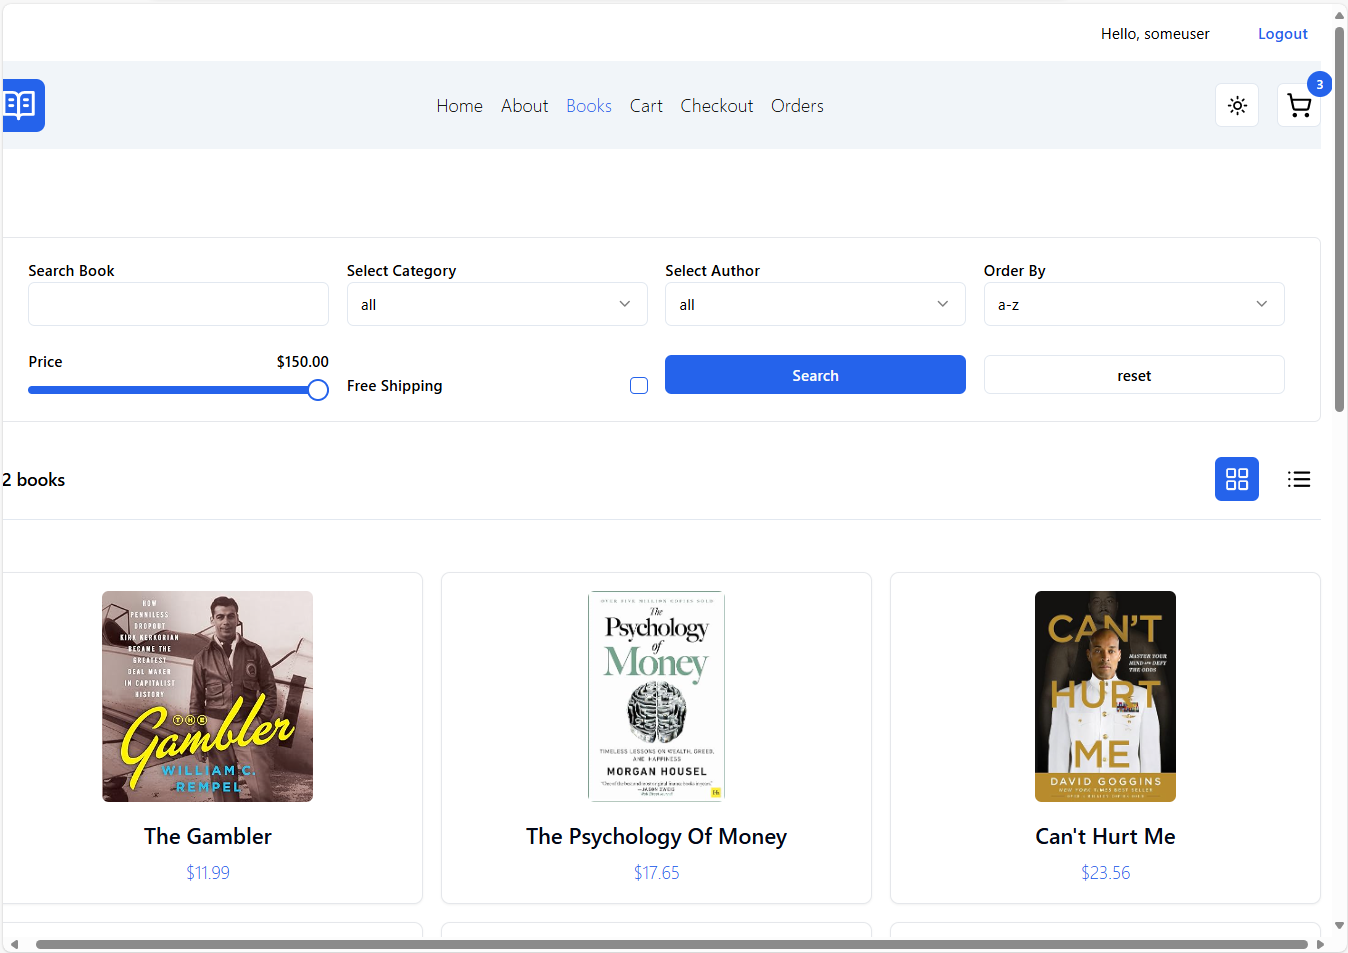 Hello, someuser
Logout
3
Home About Books Cart Checkout Orders
Search Book
Select Category
Select Author
Order By
all
all
a-z
Price
$150.00
Free Shipping
Search
reset
2 books
HOW
PENNILESS
DROPOUT
KIRK KERKORIAN
BECAME THE
GREATEST
DEAL MAKER
IN CAPITALIST
HISTORY
THE
Gambler
WILLIAM C.
REMPEL
The Gambler
$11.99
OVER FIVE MILLION COPIES SOLD
The
Psychology
of
Money
TIMELESS LESSONS ON WEALTH, GREED,
AND HAPPINESS
MORGAN HOUSEL
The Psychology Of Money
$17.65
CAN'T
MASTER YOUR
MIND AND DEFY
THE ODDS
HURT
ME
DAVID GOGGINS
NEW YORK TIMES BEST SELLER
Can't Hurt Me
$23.56